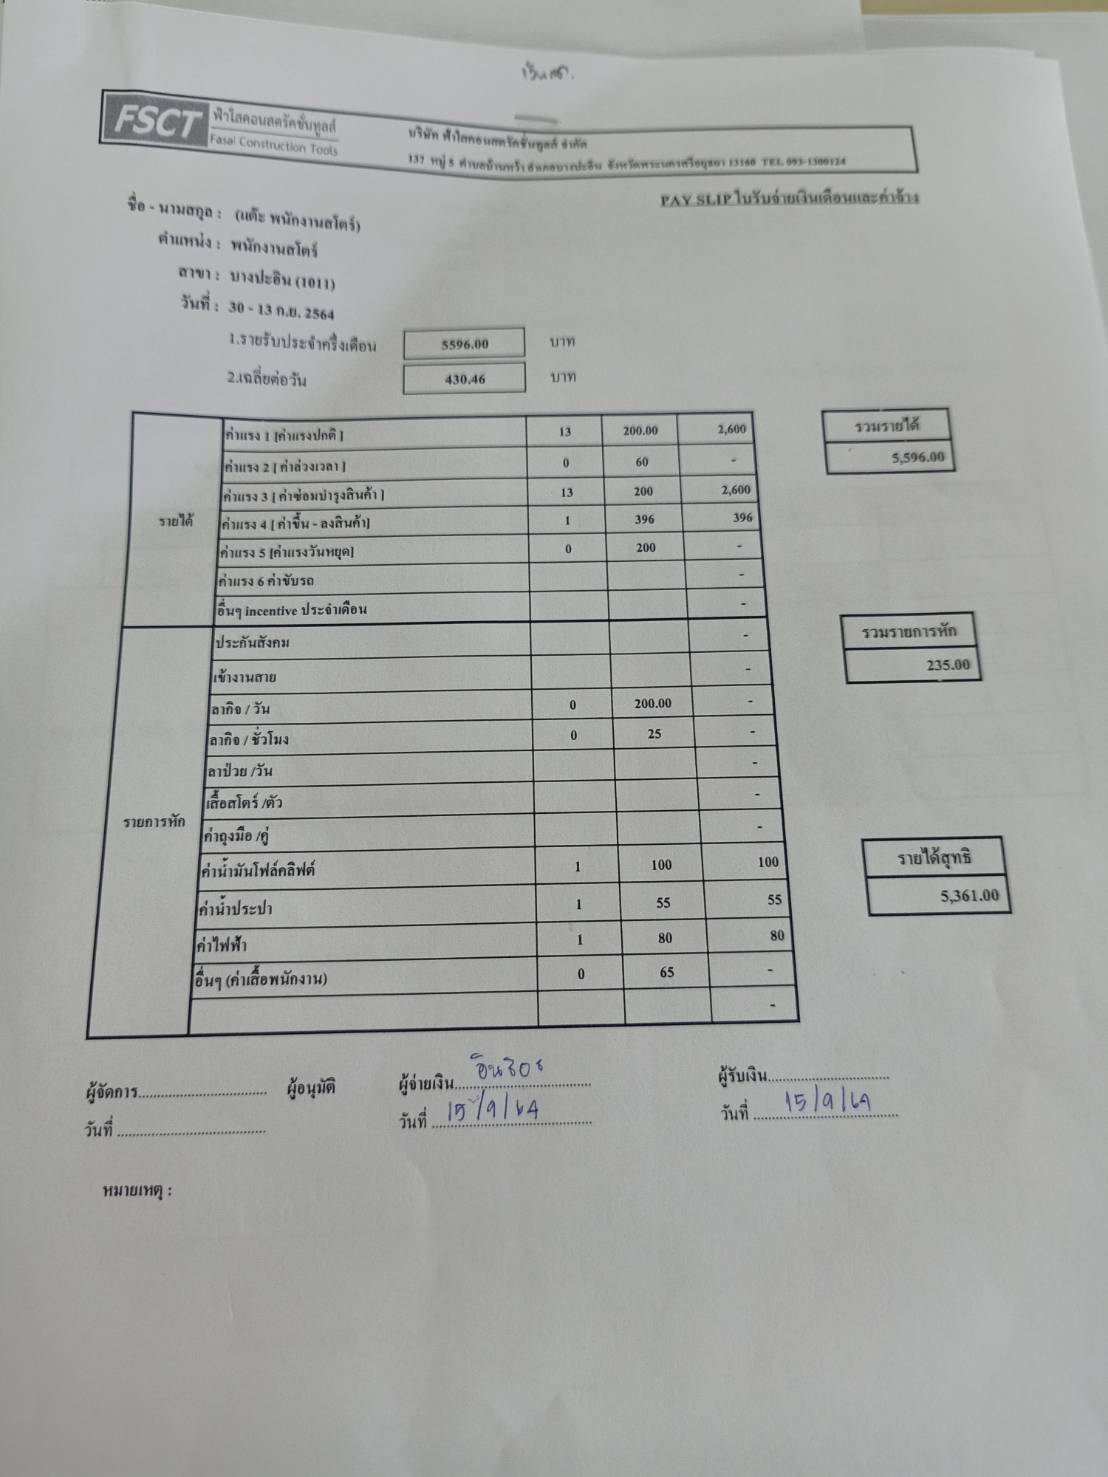 FSCT
ฟ้าใสคอนสตรัคชั่นทูลส์
Fasai Construction Tools
บริษัท ฟ้าใสคอนสตรัคชั่นทูลส์ จำกัด
137 หมู่ 5 ตำบลบ้านหว้า อำเภอบางปะอิน จังหวัดพระนครศรีอยุธยา 13160 TEL 093-1300124
PAY SLIP ใบรับจ่ายเงินเดือนและค่าจ้าง
ชื่อ - นามสกุล : (แต๊ะ พนักงานสโตร์)
ตำแหน่ง : พนักงานสโตร์
สาขา : บางปะอิน (1011)
วันที่ : 30 - 13 ก.ย. 2564
1.รายรับประจำครึ่งเดือน 5596.00 บาท
2.เฉลี่ยต่อวัน 430.46 บาท
ค่าแรง 1 [ค่าแรงปกติ ] 13 200.00 2,600
รวมรายได้
ค่าแรง 2 [ ค่าล่วงเวลา ] 0 60 -
5,596.00
ค่าแรง 3 [ ค่าซ่อมบำรุงสินค้า ] 13 200 2,600
รายได้ ค่าแรง 4 [ ค่าขึ้น - ลงสินค้า] 1 396 396
ค่าแรง 5 [ค่าแรงวันหยุด] 0 200 -
ค่าแรง 6 ค่าขับรถ -
อื่นๆ incentive ประจำเดือน -
ประกันสังคม -
รวมรายการหัก
เข้างานสาย -
235.00
ลากิจ / วัน 0 200.00 -
ลากิจ / ชั่วโมง 0 25 -
ลาป่วย /วัน -
เสื้อสโตร์ /ตัว -
รายการหัก
ค่าถุงมือ /คู่ -
ค่าน้ำมันโฟล์คลิฟต์ 1 100 100
รายได้สุทธิ
ค่าน้ำประปา 1 55 55
5,361.00
ค่าไฟฟ้า 1 80 80
อื่นๆ (ค่าเสื้อพนักงาน) 0 65 -
-
ผู้จัดการ.................................. ผู้อนุมัติ ผู้จ่ายเงิน.................................. ผู้รับเงิน...............................
วันที่ ...................................... วันที่ 15/9/64 วันที่ 15/9/64
หมายเหตุ :